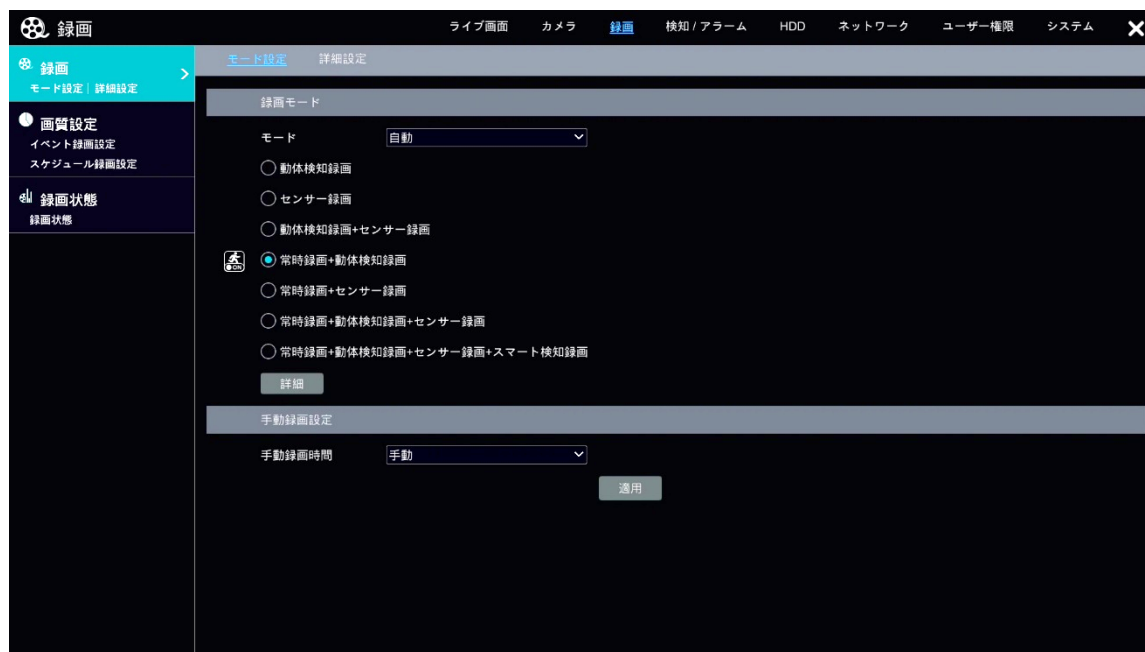 録画 ライブ画面 カメラ 録画 検知 / アラーム HDD ネットワーク ユーザー権限 システム
録画
モード設定 | 詳細設定
画質設定
イベント録画設定
スケジュール録画設定
録画状態
録画状態
モード設定 詳細設定
録画モード
モード 自動
動体検知録画
センサー録画
動体検知録画+センサー録画
ON
常時録画+動体検知録画
常時録画+センサー録画
常時録画+動体検知録画+センサー録画
常時録画+動体検知録画+センサー録画+スマート検知録画
詳細
手動録画設定
手動録画時間 手動
適用